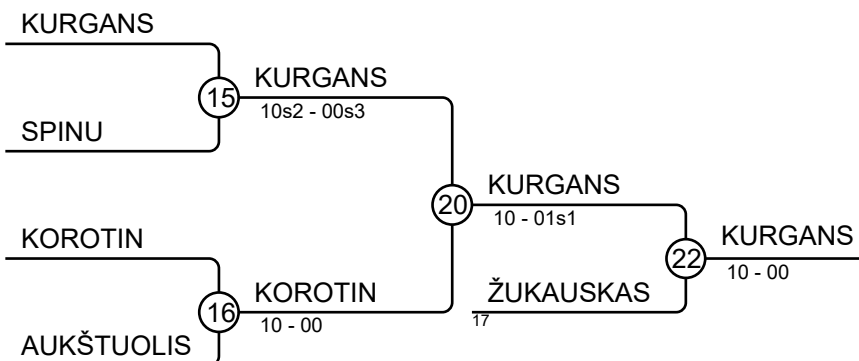 KURGANS
15
KURGANS
10s2 - 00s3
SPINU
20
KURGANS
10 - 01s1
KOROTIN
22
KURGANS
10 - 00
16
KOROTIN
10 - 00
ŽUKAUSKAS
17
AUKŠTUOLIS